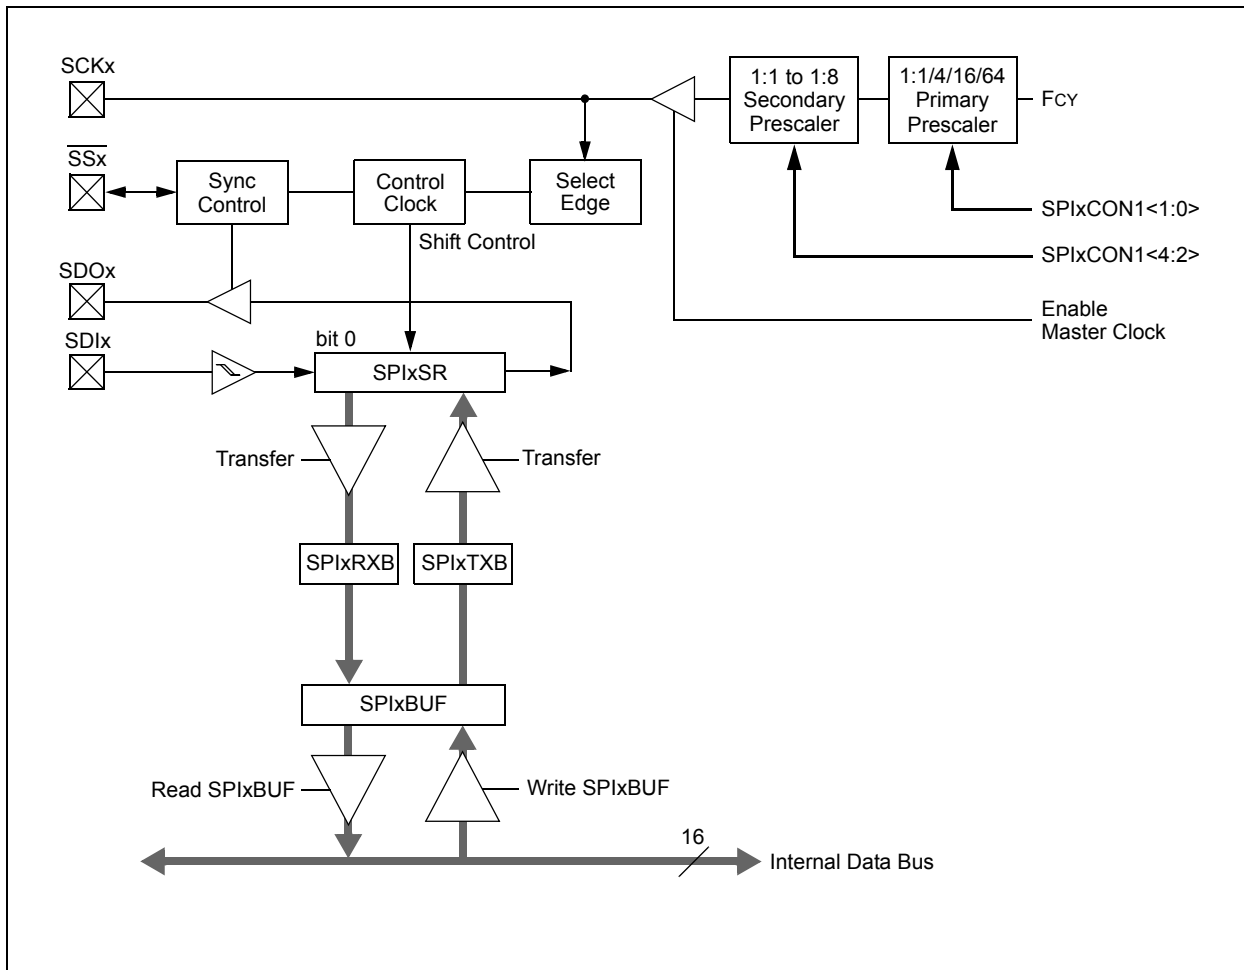 SCKx
1:1 to 1:8
Secondary
Prescaler
1:1/4/16/64
Primary
Prescaler
FCY
SSx
Sync
Control
Control
Clock
Select
Edge
SPIxCON1<1:0>
Shift Control
SPIxCON1<4:2>
SDOx
Enable
Master Clock
SDIx
bit 0
SPIxSR
Transfer
Transfer
SPIxRXB
SPIxTXB
SPIxBUF
Read SPIxBUF
Write SPIxBUF
16
Internal Data Bus